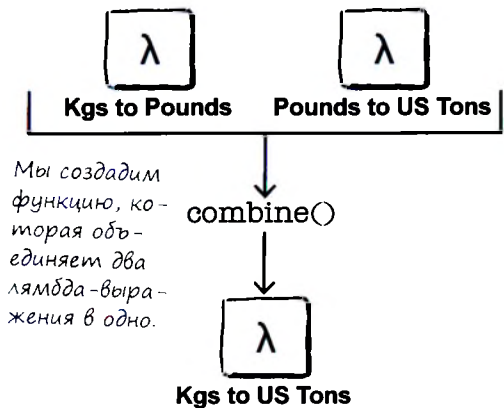 λ λ
Kgs to Pounds Pounds to US Tons
Мы создадим
функцию, ко-
торая объ-
единяет два
лямбда-выра-
жения в одно.
combine()
λ
Kgs to US Tons